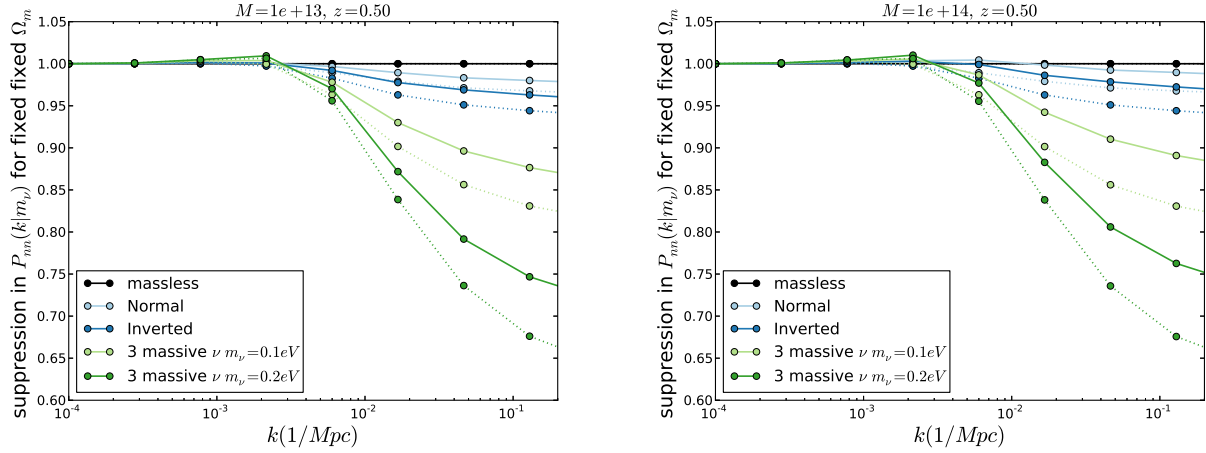 M=1e+13, z=0.50
suppression in P_nn(k|m_ν) for fixed fixed Ω_m
1.05
1.00
0.95
0.90
0.85
0.80
0.75
0.70
0.65
0.60
massless
Normal
Inverted
3 massive ν m_ν=0.1eV
3 massive ν m_ν=0.2eV
10^-4
10^-3
10^-2
10^-1
k(1/Mpc)
M=1e+14, z=0.50
suppression in P_nn(k|m_ν) for fixed fixed Ω_m
1.05
1.00
0.95
0.90
0.85
0.80
0.75
0.70
0.65
0.60
massless
Normal
Inverted
3 massive ν m_ν=0.1eV
3 massive ν m_ν=0.2eV
10^-4
10^-3
10^-2
10^-1
k(1/Mpc)